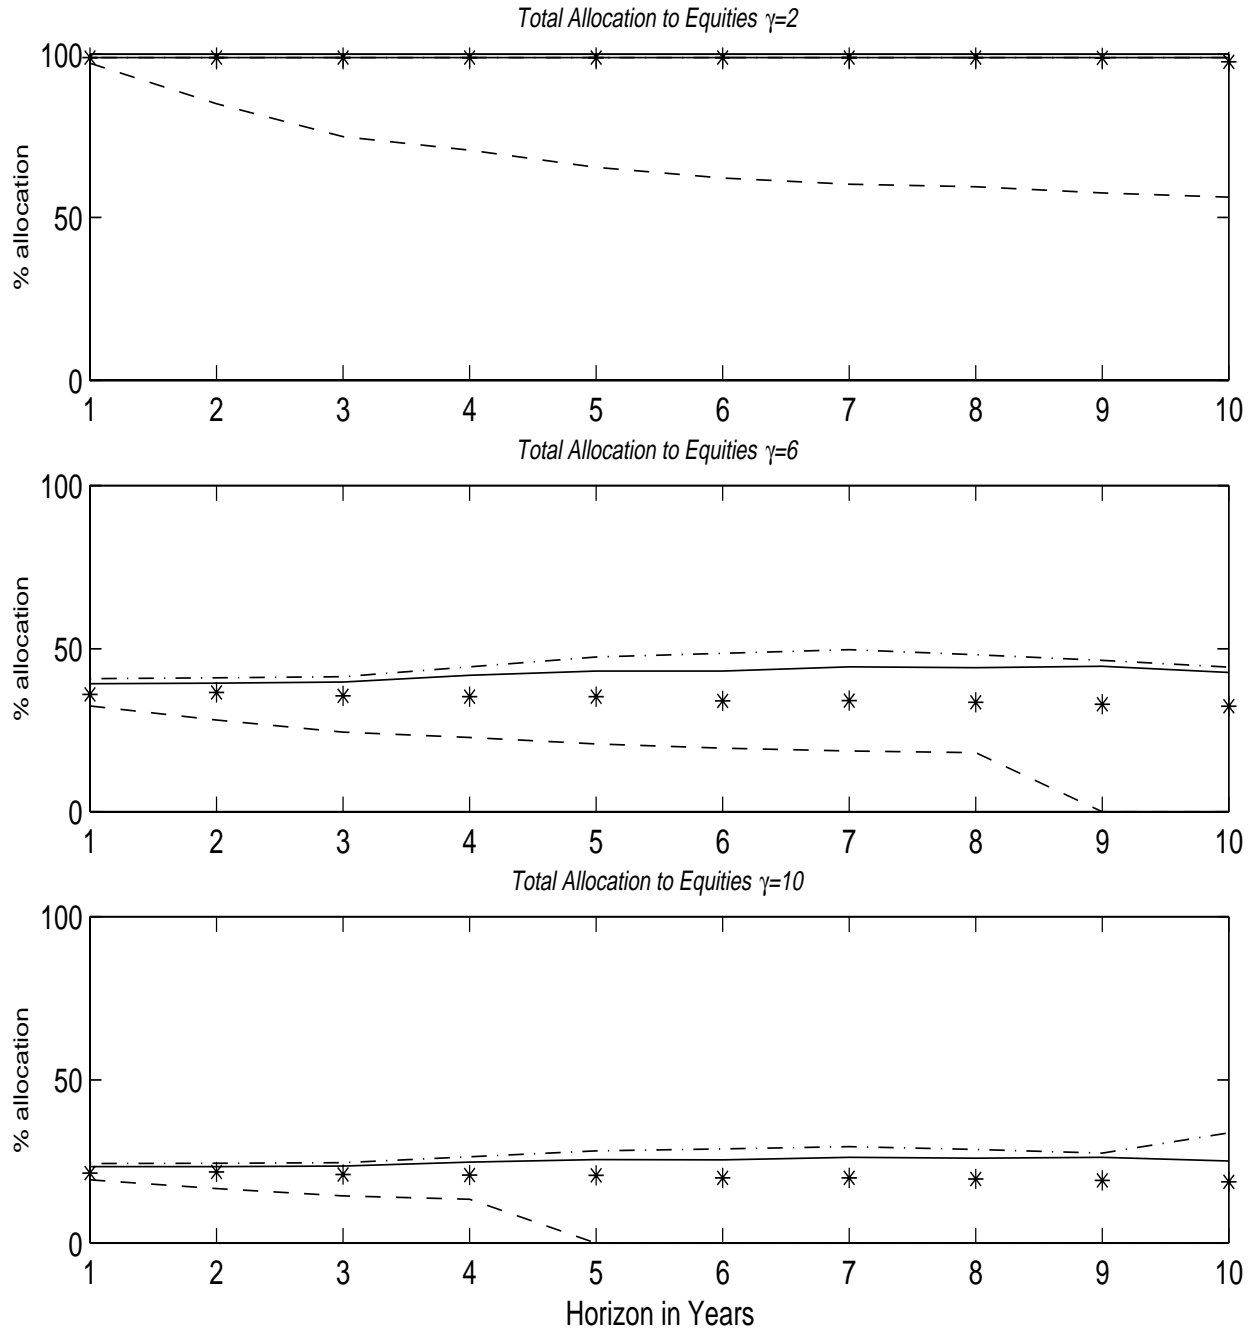 Total Allocation to Equities γ=2
100
50
0
% allocation
1 2 3 4 5 6 7 8 9 10
Total Allocation to Equities γ=6
100
50
0
% allocation
1 2 3 4 5 6 7 8 9 10
Total Allocation to Equities γ=10
100
50
0
% allocation
1 2 3 4 5 6 7 8 9 10
Horizon in Years